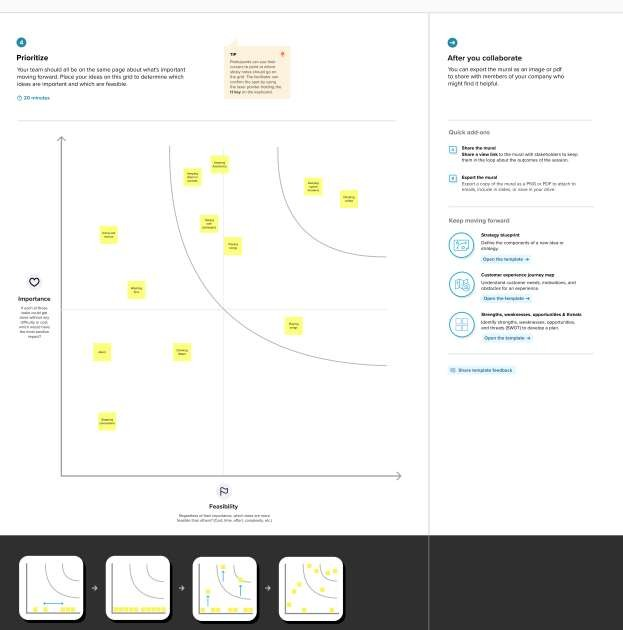 4
Prioritize
Your team should all be on the same page about what's important
moving forward. Place your ideas on this grid to determine which
ideas are important and which are feasible.
20 minutes
TIP
Participants can use their
cursors to point at where
sticky notes should go on
the grid. The facilitator can
confirm the spot by using
the laser pointer holding the
H key on the keyboard.
Importance
If each of these
tasks could get
done without any
difficulty or cost,
which would have
the most positive
impact?
Feasibility
Regardless of their importance, which tasks are more
feasible than others? (Cost, time, effort, complexity, etc.)
After you collaborate
You can export the mural as an image or pdf
to share with members of your company who
might find it helpful.
Quick add-ons
Share the mural
Share a view link to the mural with stakeholders to keep
them in the loop about the outcomes of the session.
Export the mural
Export a copy of the mural as a PNG or PDF to attach to
emails, include in slides, or save in your drive.
Keep moving forward
Strategy blueprint
Define the components of a new idea or
strategy.
Open the template →
Customer experience journey map
Understand customer needs, motivations, and
obstacles for an experience.
Open the template →
Strengths, weaknesses, opportunities & threats
Identify strengths, weaknesses, opportunities,
and threats (SWOT) to develop a plan.
Open the template →
Share template feedback